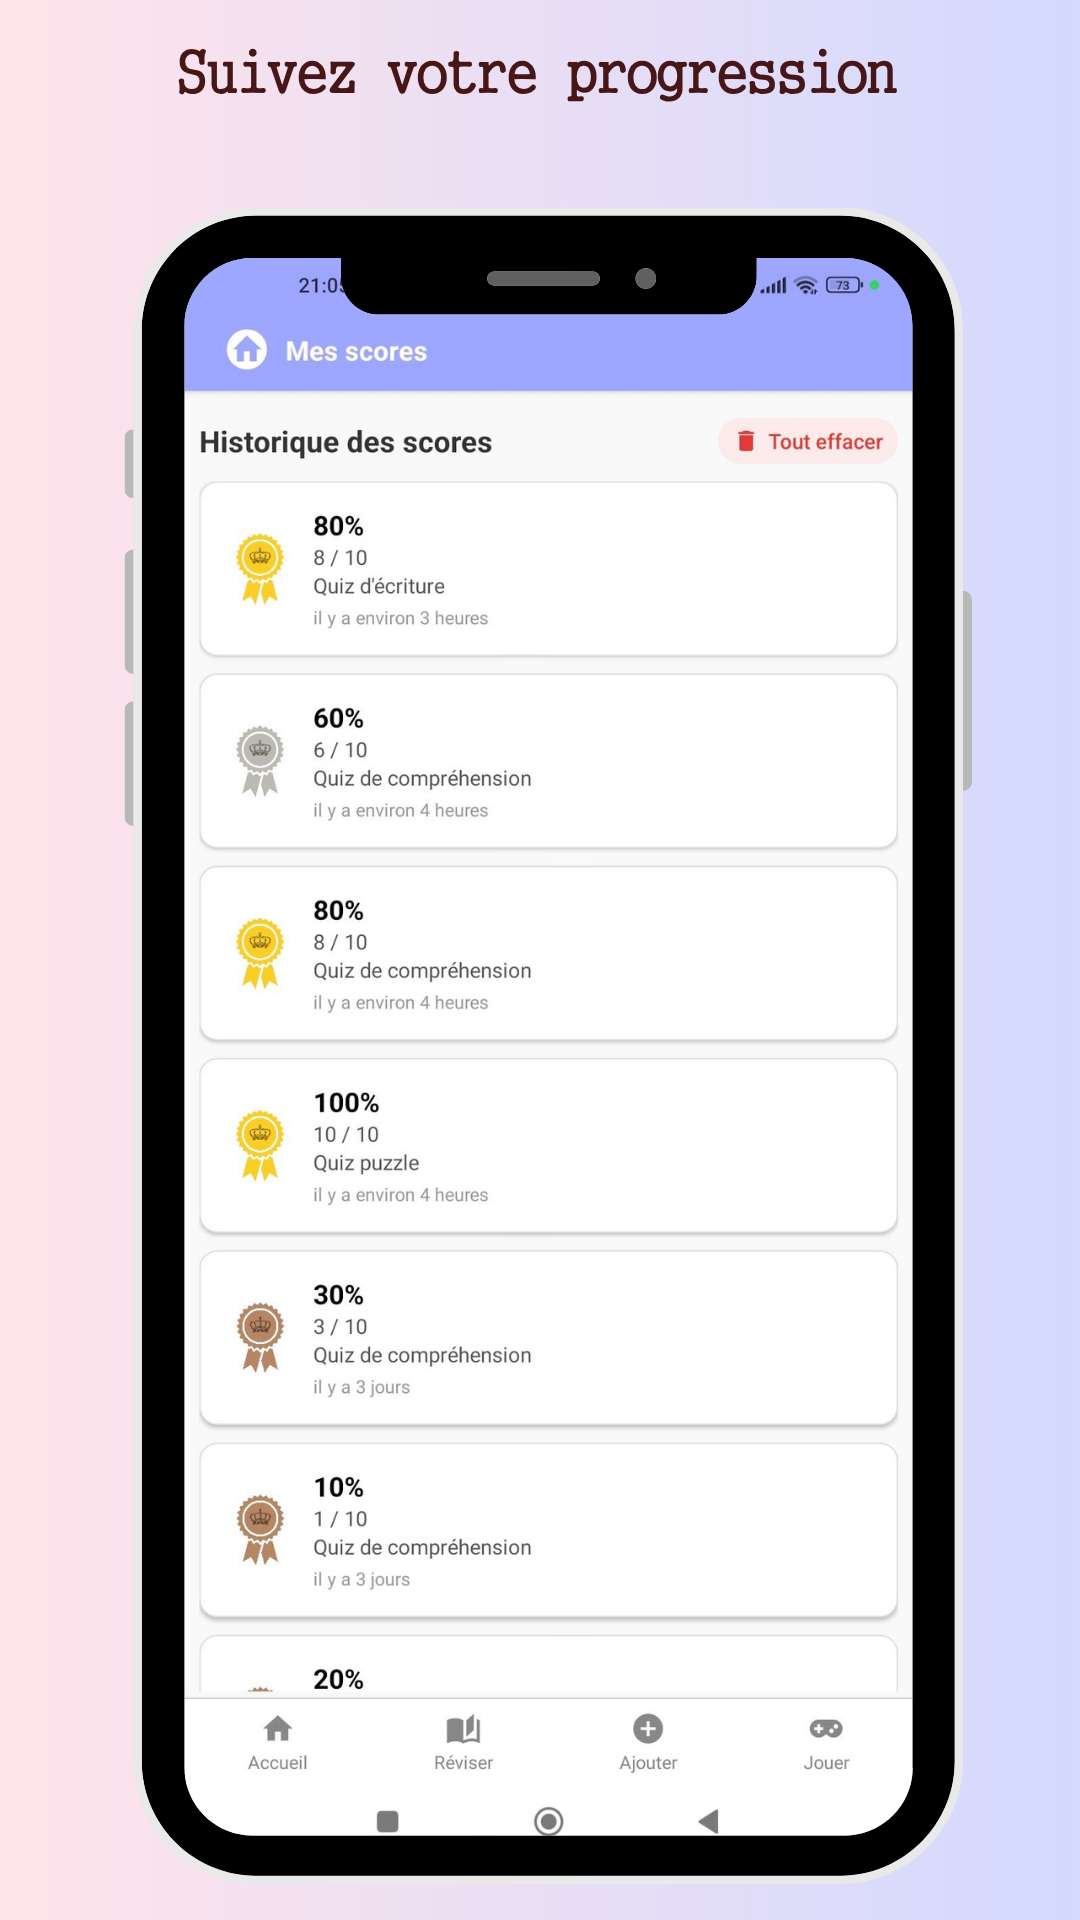 Suivez votre progression
73
Mes scores
Historique des scores
Tout effacer
80%
8 / 10
Quiz d'écriture
il y a environ 3 heures
60%
6 / 10
Quiz de compréhension
il y a environ 4 heures
80%
8 / 10
Quiz de compréhension
il y a environ 4 heures
100%
10 / 10
Quiz puzzle
il y a environ 4 heures
30%
3 / 10
Quiz de compréhension
il y a 3 jours
10%
1 / 10
Quiz de compréhension
il y a 3 jours
20%
Accueil
Réviser
Ajouter
Jouer